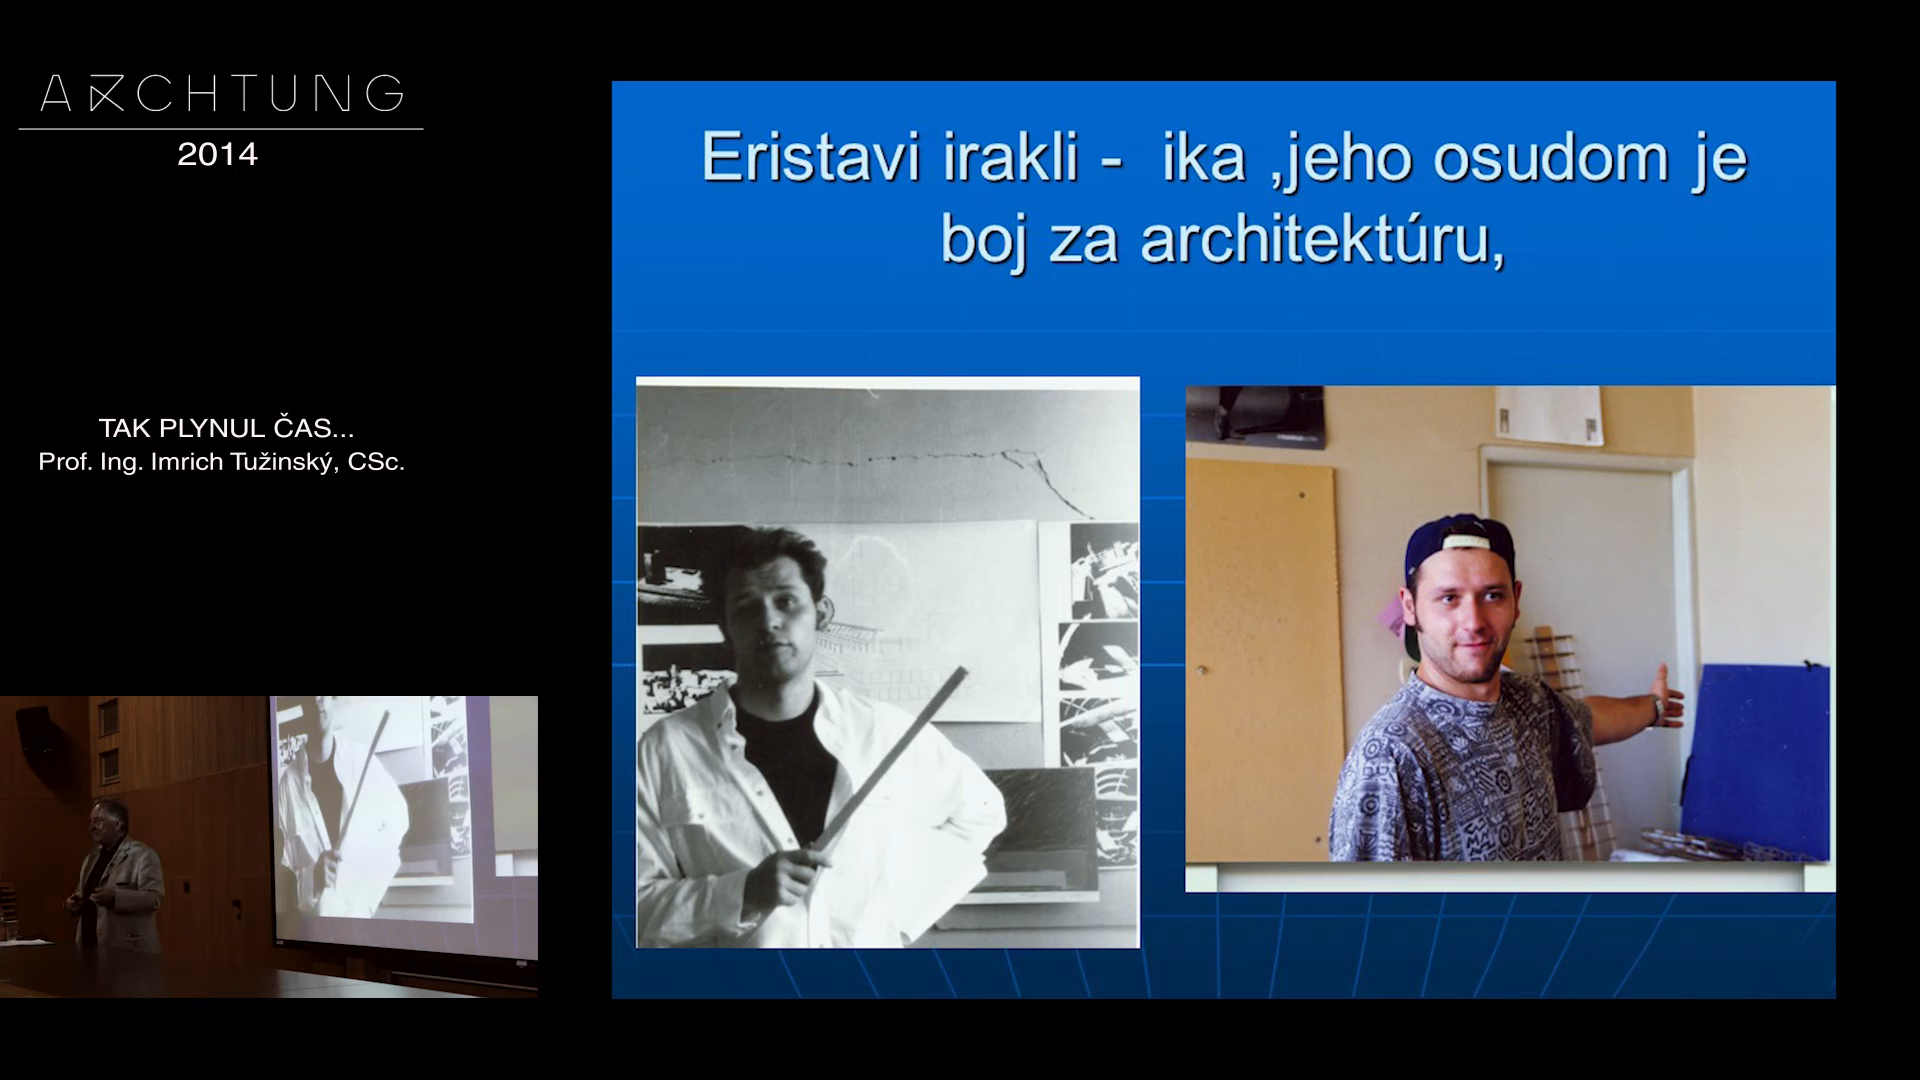 ARCHTUNG
2014
TAK PLYNUL ČAS...
Prof. Ing. Imrich Tužinský, CSc.
Eristavi irakli - ika ,jeho osudom je
boj za architektúru,